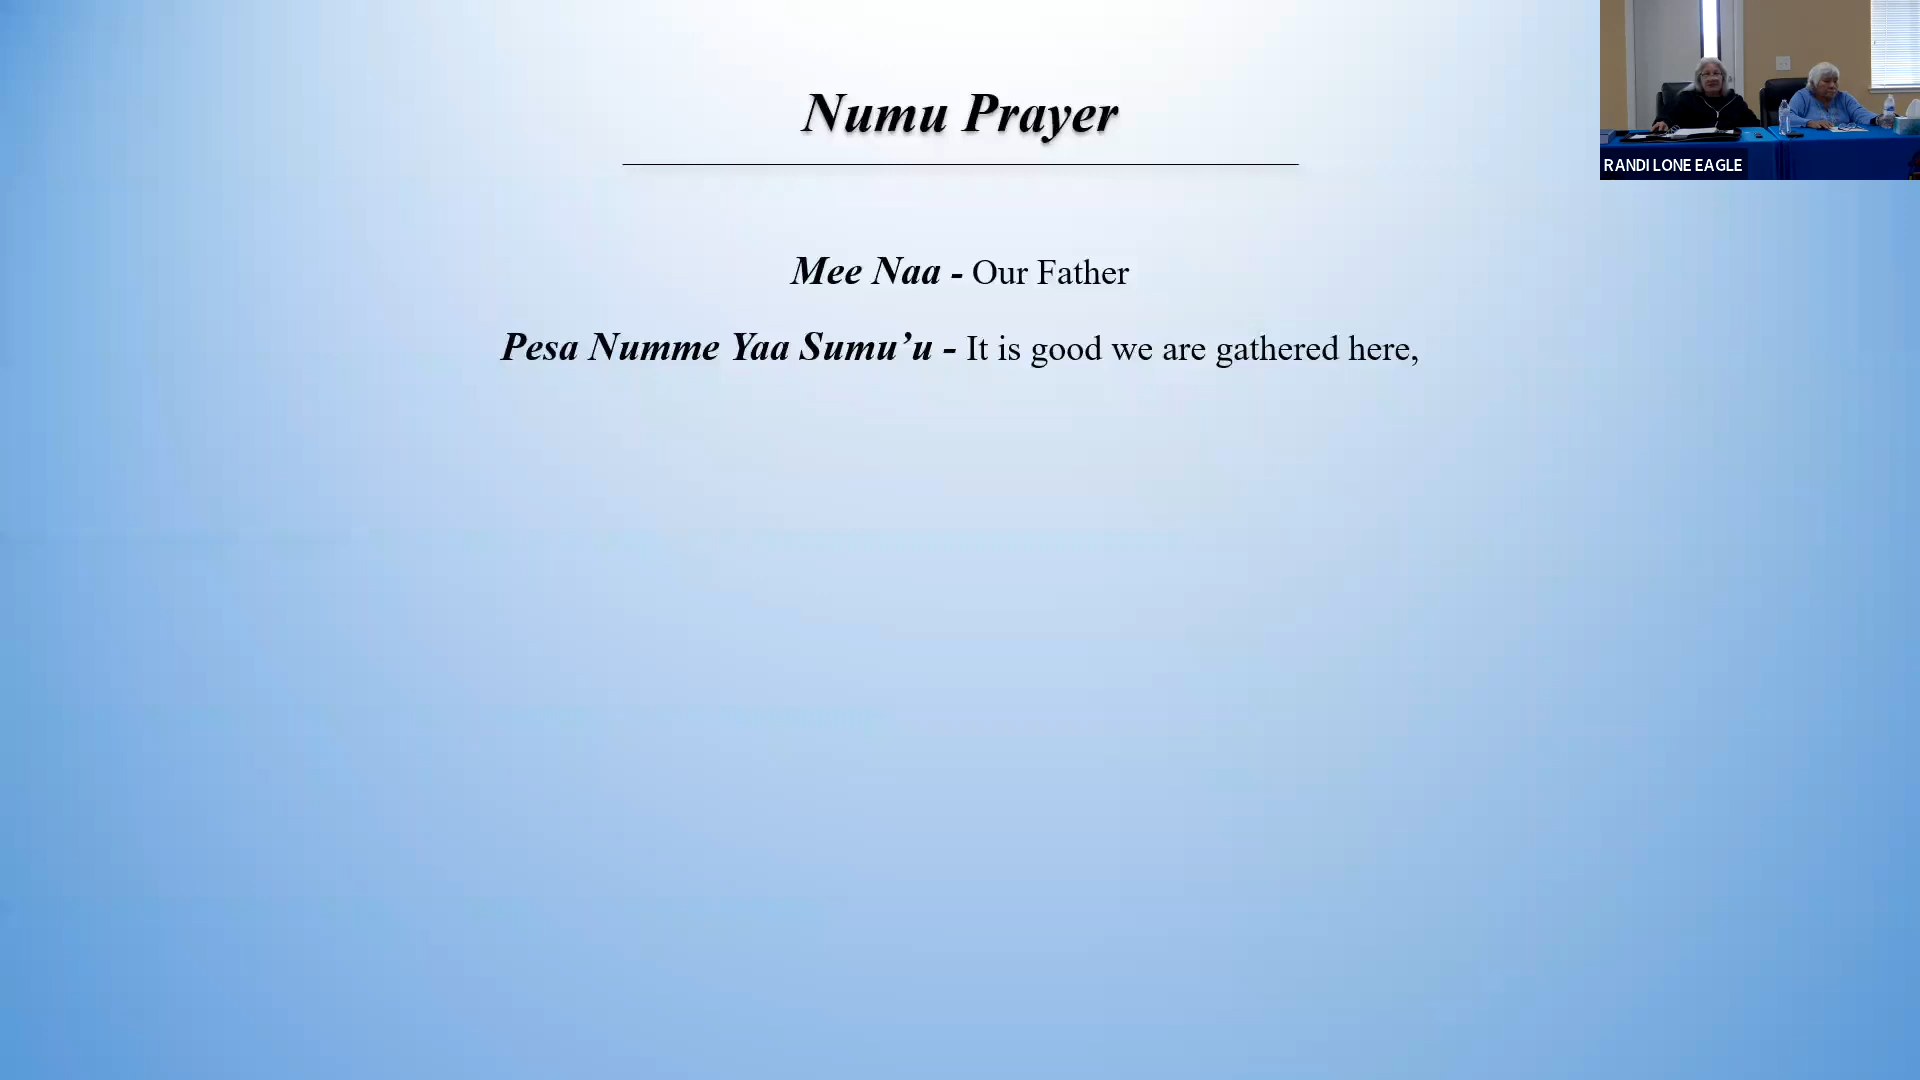 Numu Prayer
RANDI LONE EAGLE
Mee Naa - Our Father
Pesa Numme Yaa Sumu’u - It is good we are gathered here,